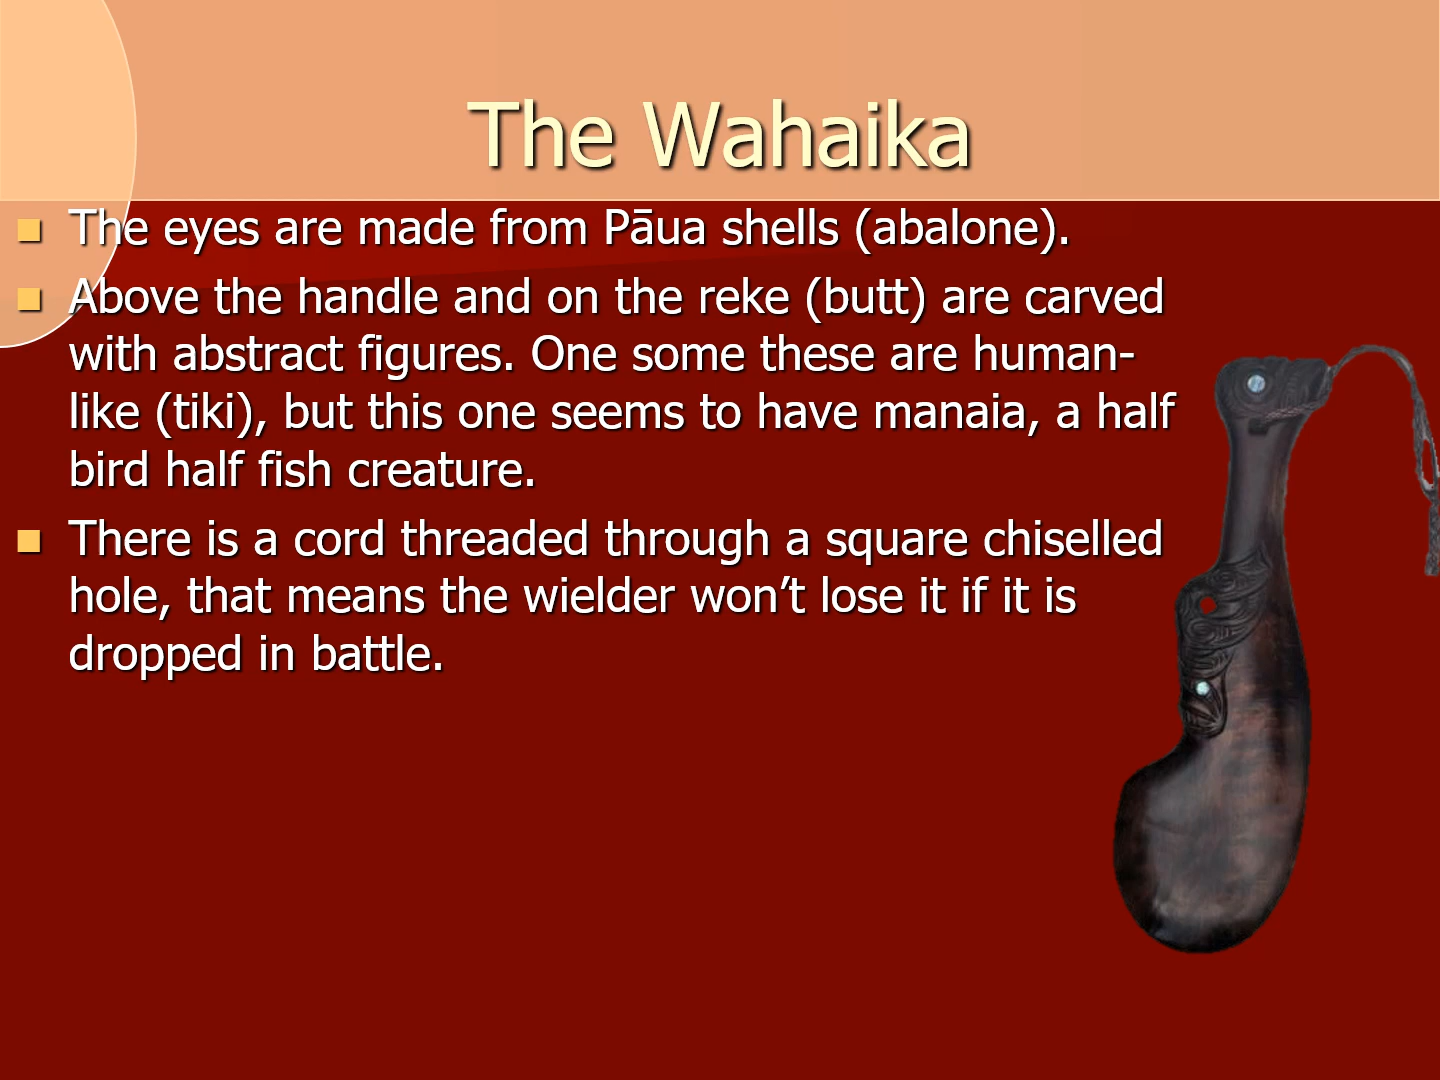 The Wahaika
The eyes are made from Pāua shells (abalone).
Above the handle and on the reke (butt) are carved
with abstract figures. One some these are human-
like (tiki), but this one seems to have manaia, a half
bird half fish creature.
There is a cord threaded through a square chiselled
hole, that means the wielder won’t lose it if it is
dropped in battle.